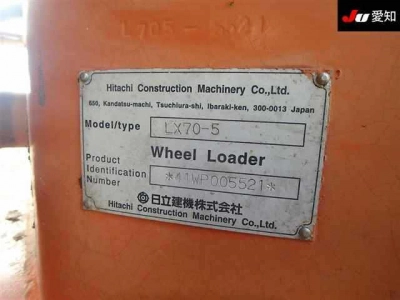 JU 愛知
Hitachi Construction Machinery Co.,Ltd.
650, Kandatsu-machi, Tsuchiura-shi, Ibaraki-ken, 300-0013 Japan
Model/type LX70-5
Wheel Loader
Product
Identification
Number *41WP005521*
日立建機株式会社
Hitachi Construction Machinery Co.,Ltd.